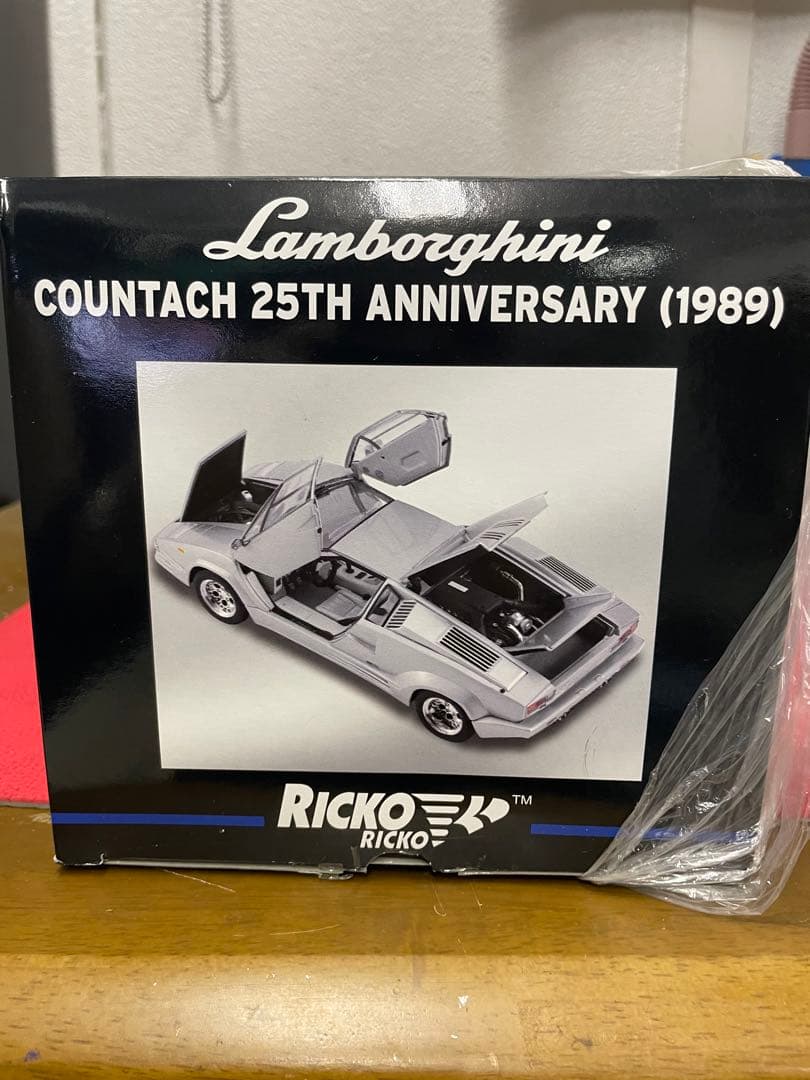 Lamborghini
COUNTACH 25TH ANNIVERSARY (1989)
RICKO TM
RICKO